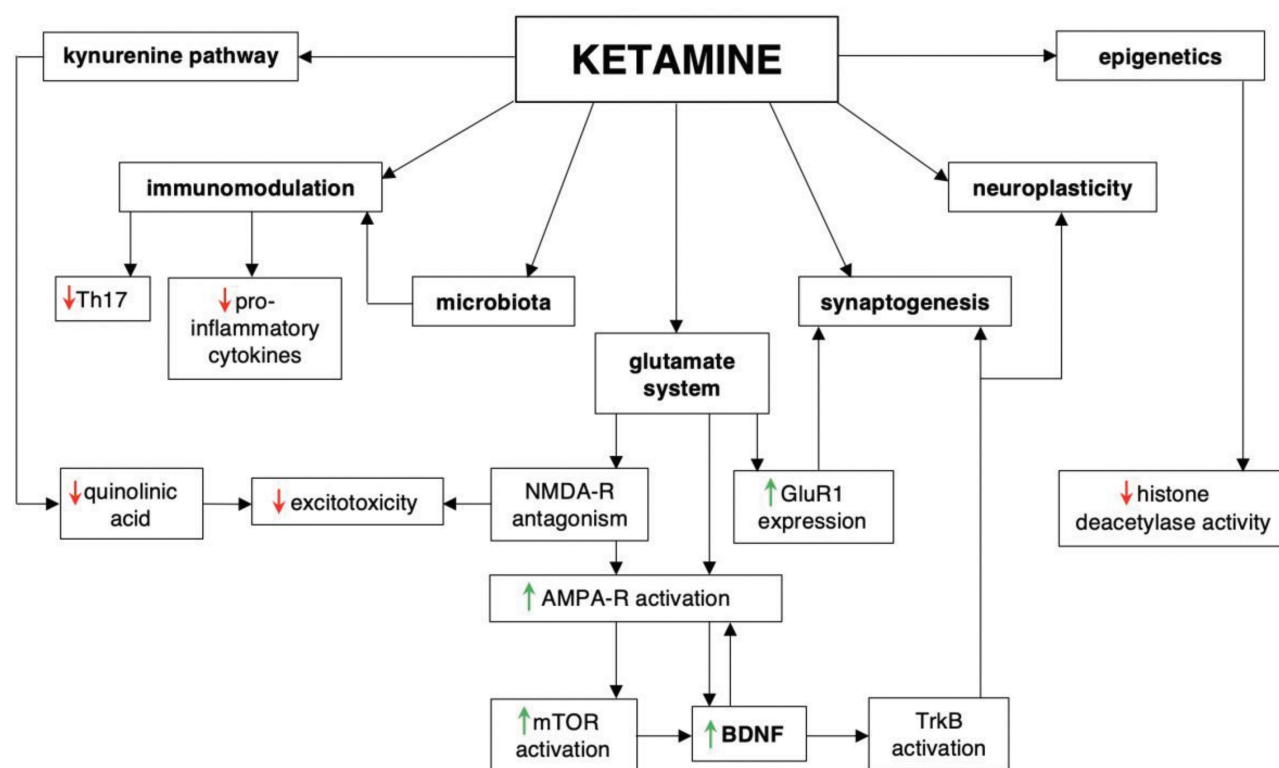 KETAMINE
kynurenine pathway
epigenetics
immunomodulation
neuroplasticity
↓Th17
↓pro-
inflammatory
cytokines
microbiota
synaptogenesis
glutamate
system
↓quinolinic
acid
↓excitotoxicity
NMDA-R
antagonism
↑GluR1
expression
↓histone
deacetylase activity
↑AMPA-R activation
↑mTOR
activation
↑BDNF
TrkB
activation